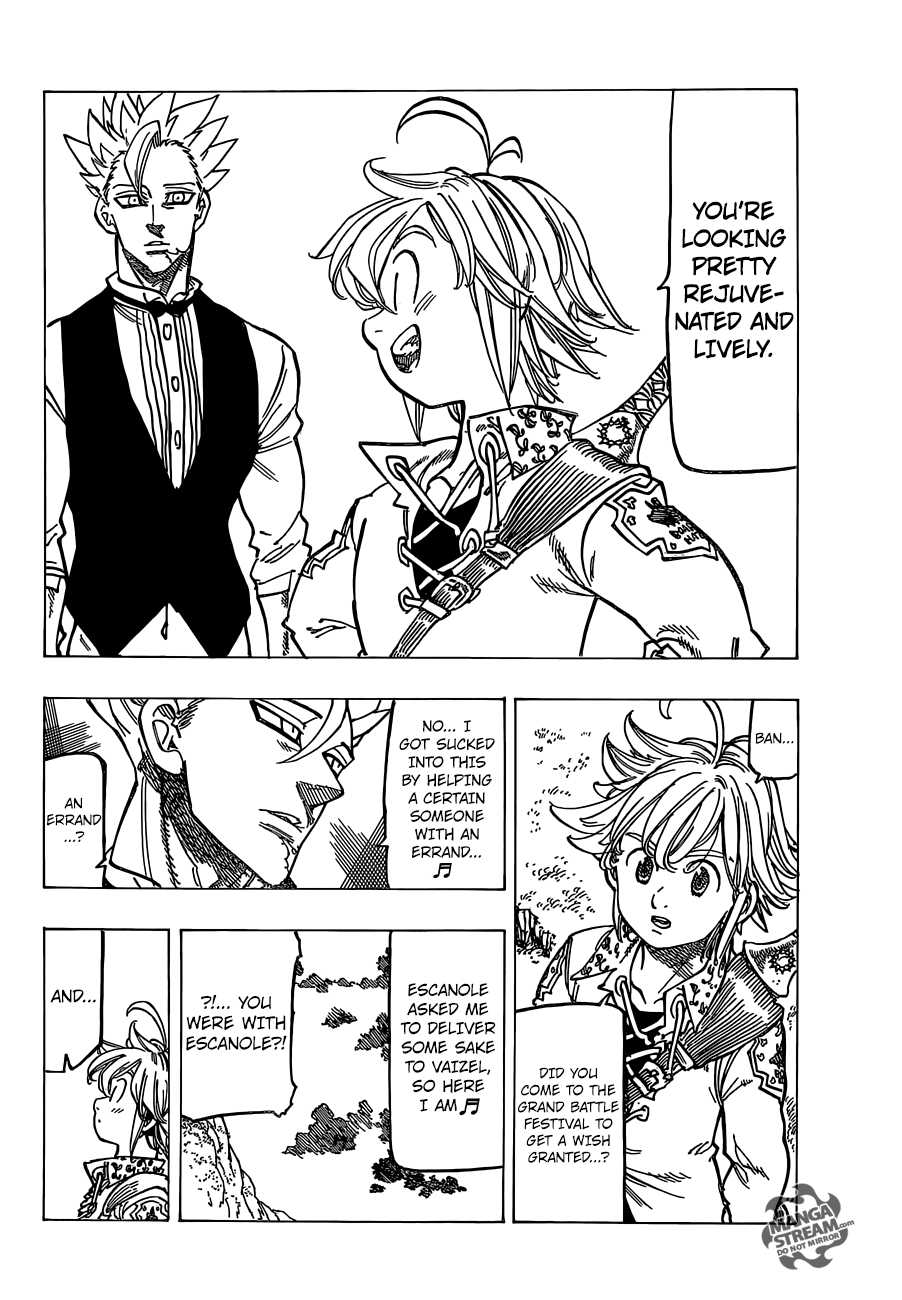 YOU'RE
LOOKING
PRETTY
REJUVE-
NATED AND
LIVELY.
BAN...
DID YOU
COME TO THE
GRAND BATTLE
FESTIVAL TO
GET A WISH
GRANTED...?
NO... I
GOT SUCKED
INTO THIS
BY HELPING
A CERTAIN
SOMEONE
WITH AN
ERRAND...
♬
AN
ERRAND
...?
ESCANOLE
ASKED ME
TO DELIVER
SOME SAKE
TO VAIZEL,
SO HERE
I AM♬
?!... YOU
WERE WITH
ESCANOLE?!
AND...
MANGA
STREAM.com
DO NOT MIRROR